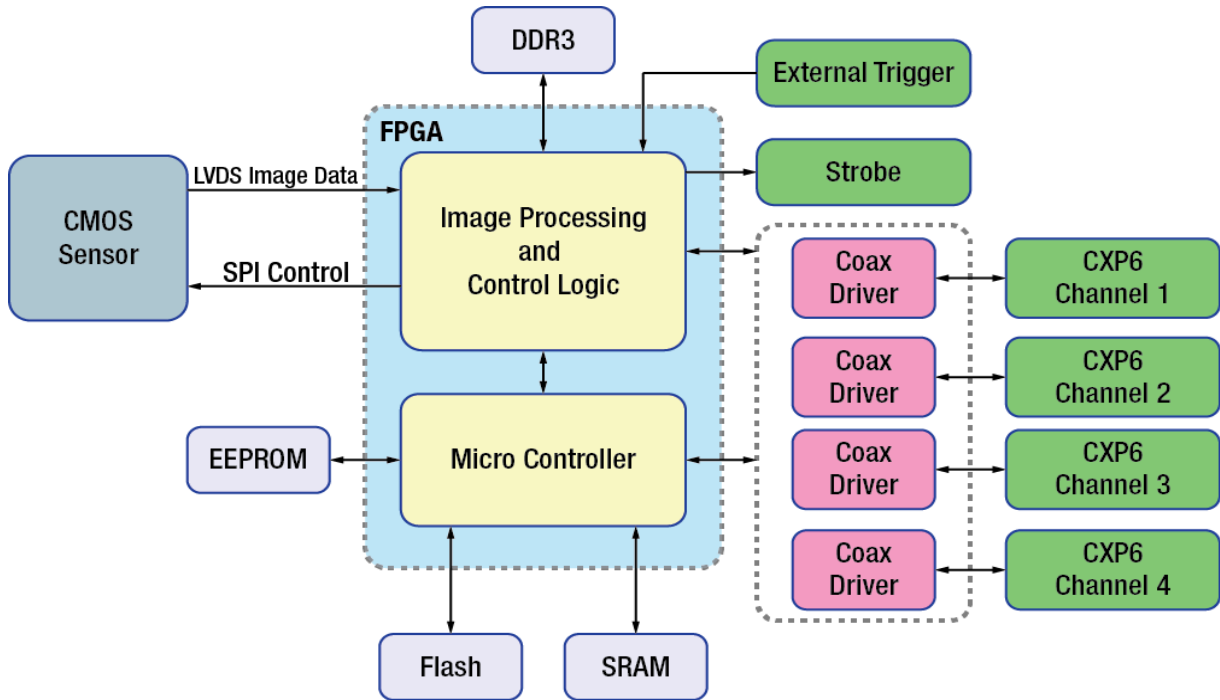 DDR3
External Trigger
FPGA
Strobe
LVDS Image Data
CMOS
Sensor
SPI Control
Image Processing
and
Control Logic
Coax
Driver
CXP6
Channel 1
Coax
Driver
CXP6
Channel 2
EEPROM
Micro Controller
Coax
Driver
CXP6
Channel 3
Coax
Driver
CXP6
Channel 4
Flash
SRAM